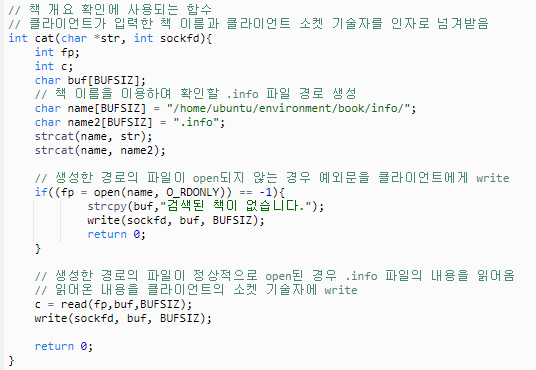 // 책 개요 확인에 사용되는 함수
// 클라이언트가 입력한 책 이름과 클라이언트 소켓 기술자를 인자로 넘겨받음
int cat(char *str, int sockfd){
    int fp;
    int c;
    char buf[BUFSIZ];
    // 책 이름을 이용하여 확인할 .info 파일 경로 생성
    char name[BUFSIZ] = "/home/ubuntu/environment/book/info/";
    char name2[BUFSIZ] = ".info";
    strcat(name, str);
    strcat(name, name2);

    // 생성한 경로의 파일이 open되지 않는 경우 예외문을 클라이언트에게 write
    if((fp = open(name, O_RDONLY)) == -1){
            strcpy(buf,"검색된 책이 없습니다.");
            write(sockfd, buf, BUFSIZ);
            return 0;
    }

    // 생성한 경로의 파일이 정상적으로 open된 경우 .info 파일의 내용을 읽어옴
    // 읽어온 내용을 클라이언트의 소켓 기술자에 write
    c = read(fp,buf,BUFSIZ);
    write(sockfd, buf, BUFSIZ);

    return 0;
}